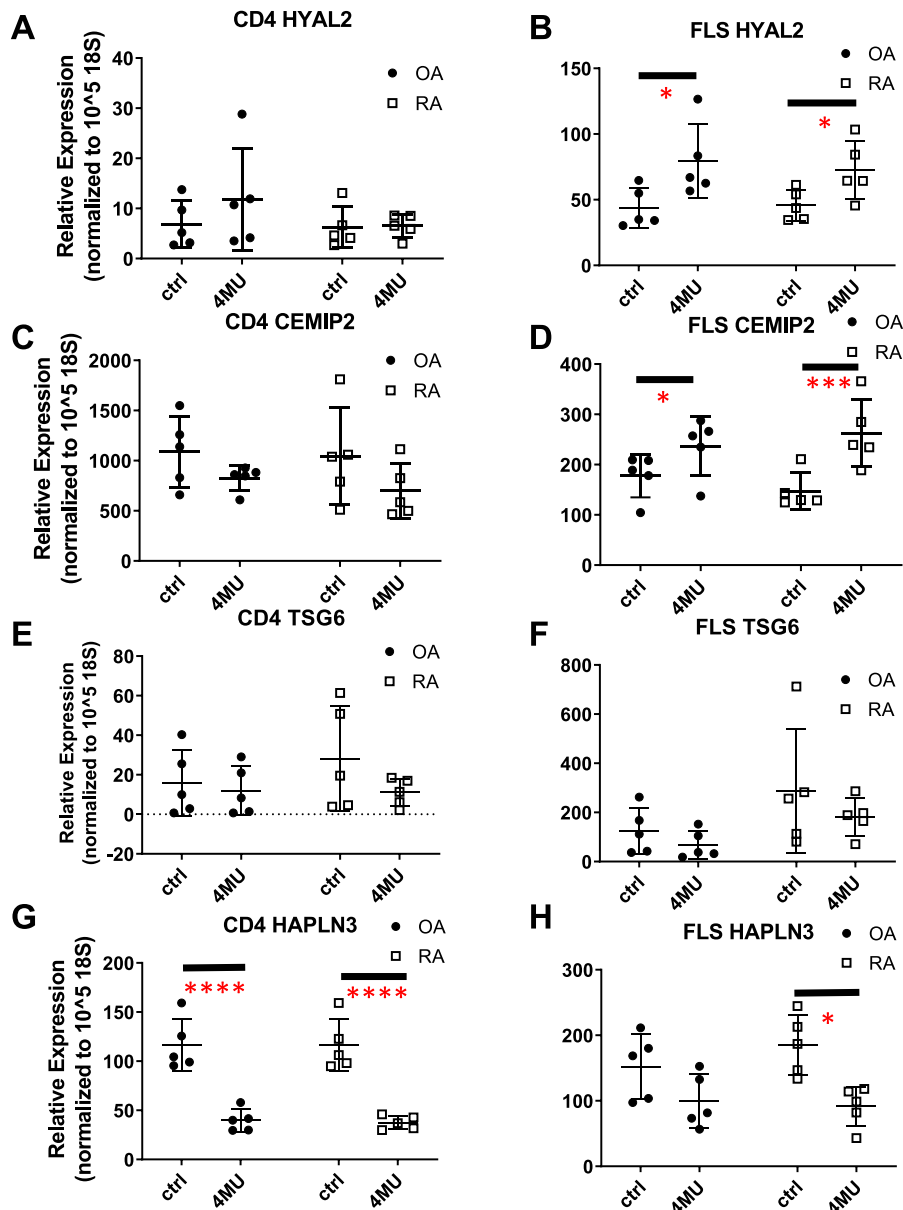 A
CD4 HYAL2
Relative Expression
(normalized to 10^5 18S)
40
30
20
10
0
OA
RA
ctrl
4MU
ctrl
4MU
B
FLS HYAL2
150
100
50
0
OA
RA
*
*
ctrl
4MU
ctrl
4MU
C
CD4 CEMIP2
Relative Expression
(normalized to 10^5 18S)
2000
1500
1000
500
0
OA
RA
ctrl
4MU
ctrl
4MU
D
FLS CEMIP2
400
300
200
100
0
OA
RA
*
***
ctrl
4MU
ctrl
4MU
E
CD4 TSG6
Relative Expression
(normalized to 10^5 18S)
80
60
40
20
0
-20
OA
RA
ctrl
4MU
ctrl
4MU
F
FLS TSG6
800
600
400
200
0
OA
RA
ctrl
4MU
ctrl
4MU
G
CD4 HAPLN3
Relative Expression
(normalized to 10^5 18S)
200
150
100
50
0
OA
RA
****
****
ctrl
4MU
ctrl
4MU
H
FLS HAPLN3
300
200
100
0
OA
RA
*
ctrl
4MU
ctrl
4MU